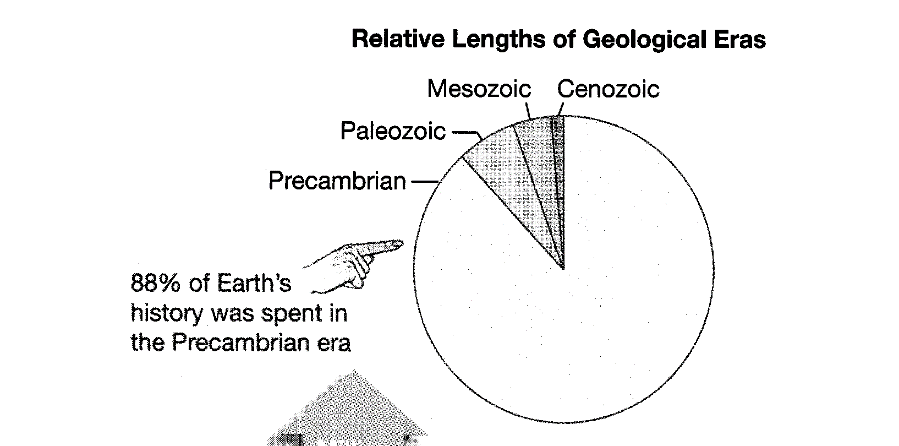 Relative Lengths of Geological Eras
Mesozoic
Cenozoic
Paleozoic
Precambrian
88% of Earth's
history was spent in
the Precambrian era